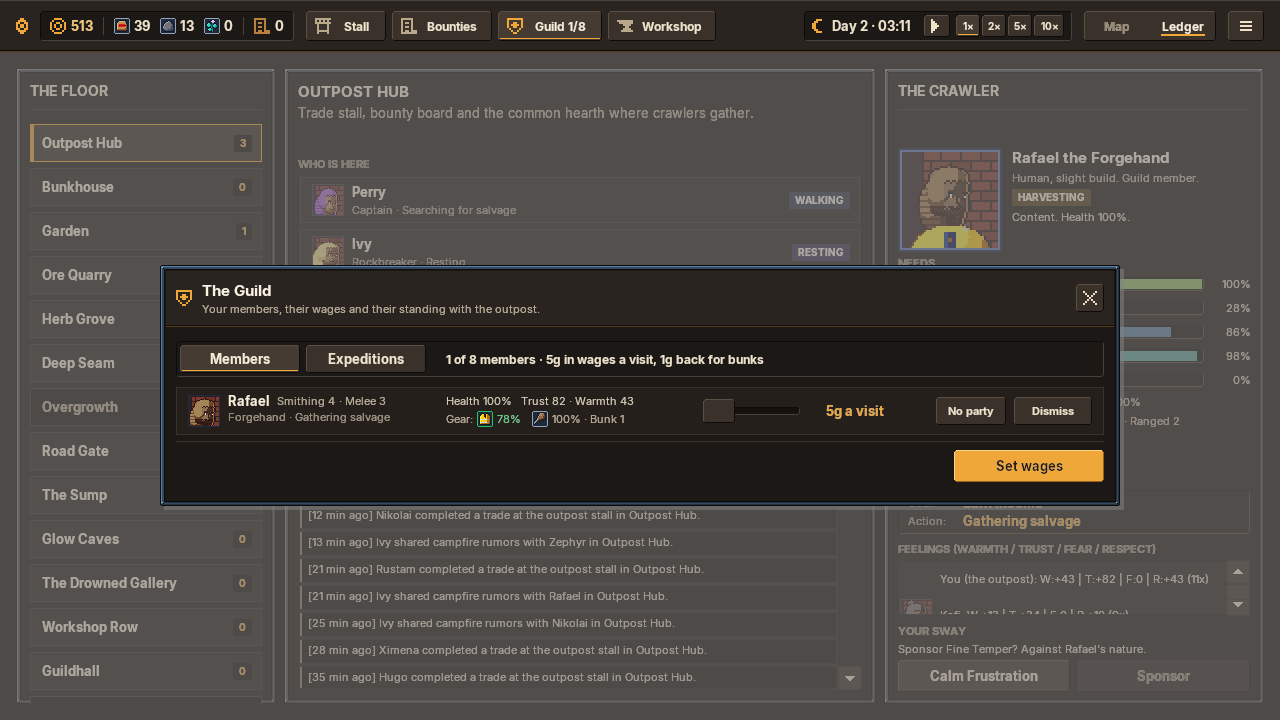 513 39 13 0 0 Stall Bounties Guild 1/8 Workshop Day 2 · 03:11 1x 2x 5x 10x Map Ledger
THE FLOOR
Outpost Hub 3
Bunkhouse 0
Garden 1
Ore Quarry
Herb Grove
Deep Seam
Overgrowth
Road Gate
The Sump
Glow Caves 0
The Drowned Gallery 0
Workshop Row 0
Guildhall 0
OUTPOST HUB
Trade stall, bounty board and the common hearth where crawlers gather.
WHO IS HERE
Perry
Captain · Searching for salvage
WALKING
Ivy
Rockbreaker · Resting
RESTING
The Guild
Your members, their wages and their standing with the outpost.
Members Expeditions 1 of 8 members · 5g in wages a visit, 1g back for bunks
Rafael Smithing 4 · Melee 3
Forgehand · Gathering salvage
Health 100% Trust 82 · Warmth 43
Gear: 78% 100% · Bunk 1
5g a visit
No party Dismiss
Set wages
[12 min ago] Nikolai completed a trade at the outpost stall in Outpost Hub.
[13 min ago] Ivy shared campfire rumors with Zephyr in Outpost Hub.
[21 min ago] Rustam completed a trade at the outpost stall in Outpost Hub.
[21 min ago] Ivy shared campfire rumors with Rafael in Outpost Hub.
[25 min ago] Ivy shared campfire rumors with Nikolai in Outpost Hub.
[28 min ago] Ximena completed a trade at the outpost stall in Outpost Hub.
[35 min ago] Hugo completed a trade at the outpost stall in Outpost Hub.
THE CRAWLER
Rafael the Forgehand
Human, slight build. Guild member.
HARVESTING
Content. Health 100%.
NEEDS
100%
28%
86%
98%
0%
· Ranged 2
Action: Gathering salvage
FEELINGS (WARMTH / TRUST / FEAR / RESPECT)
You (the outpost): W:+43 | T:+82 | F:0 | R:+43 (11x)
YOUR SWAY
Sponsor Fine Temper? Against Rafael's nature.
Calm Frustration Sponsor